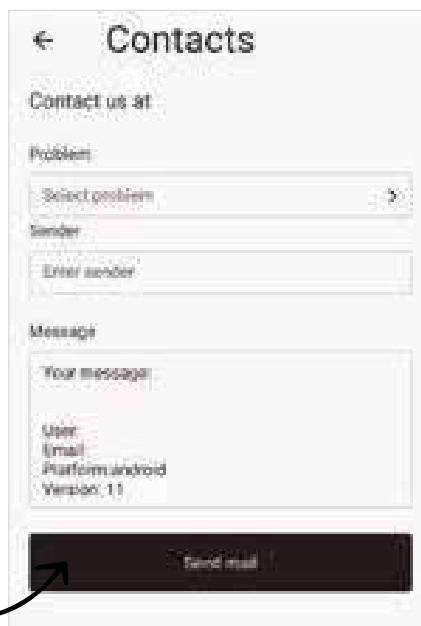 Contacts
Contact us at
Problem
Select problem
Sender
Enter sender
Message
Your message:
User:
Email:
Platform: android
Version: 11
Send mail